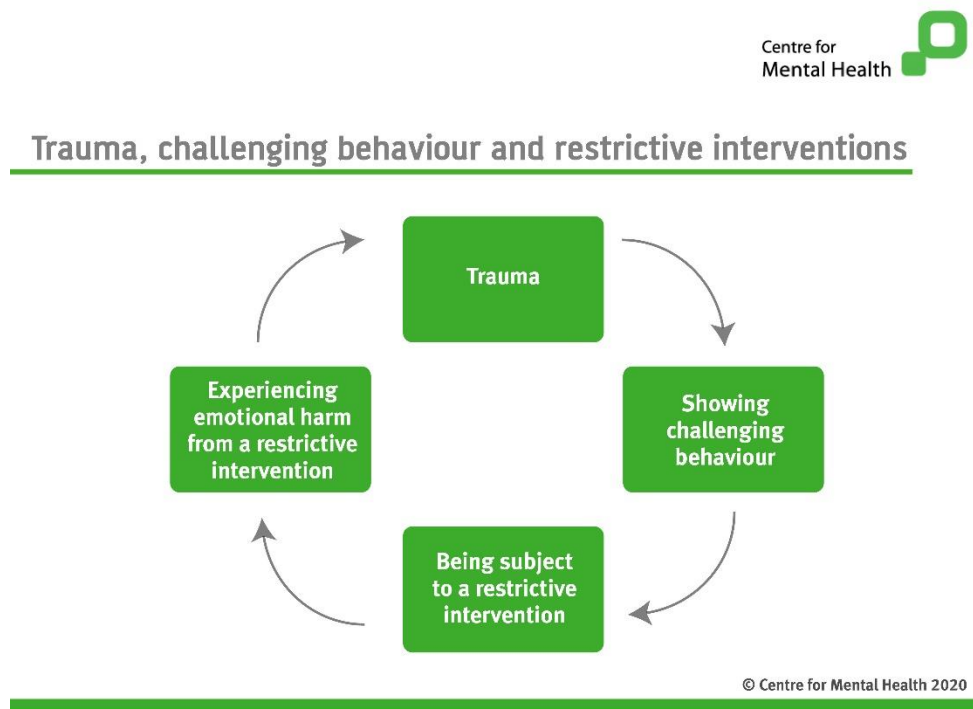 Centre for
Mental Health
Trauma, challenging behaviour and restrictive interventions
Trauma
Showing
challenging
behaviour
Being subject
to a restrictive
intervention
Experiencing
emotional harm
from a restrictive
intervention
© Centre for Mental Health 2020